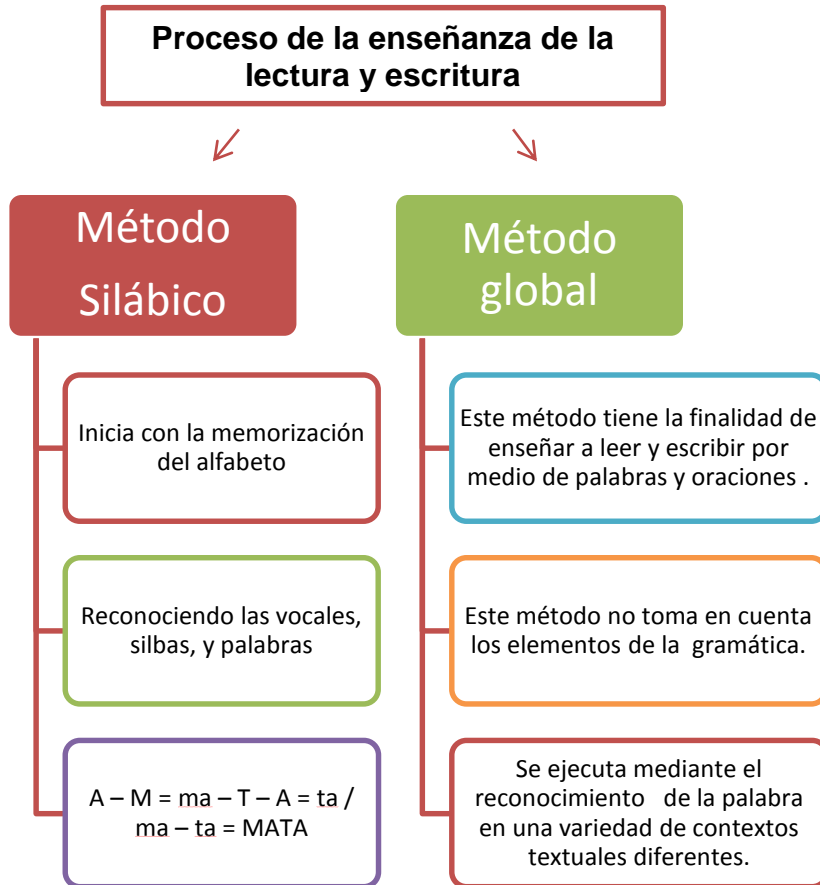 Proceso de la enseñanza de la
lectura y escritura
Método
Silábico
Inicia con la memorización
del alfabeto
Reconociendo las vocales,
silbas, y palabras
A – M = ma – T – A = ta /
ma – ta = MATA
Método
global
Este método tiene la finalidad de
enseñar a leer y escribir por
medio de palabras y oraciones .
Este método no toma en cuenta
los elementos de la gramática.
Se ejecuta mediante el
reconocimiento de la palabra
en una variedad de contextos
textuales diferentes.